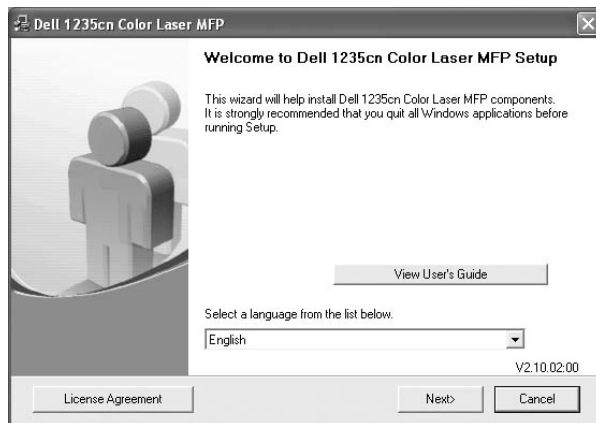 Dell 1235cn Color Laser MFP
Welcome to Dell 1235cn Color Laser MFP Setup
This wizard will help install Dell 1235cn Color Laser MFP components.
It is strongly recommended that you quit all Windows applications before
running Setup.
View User's Guide
Select a language from the list below.
English
V2.10.02:00
License Agreement
Next>
Cancel